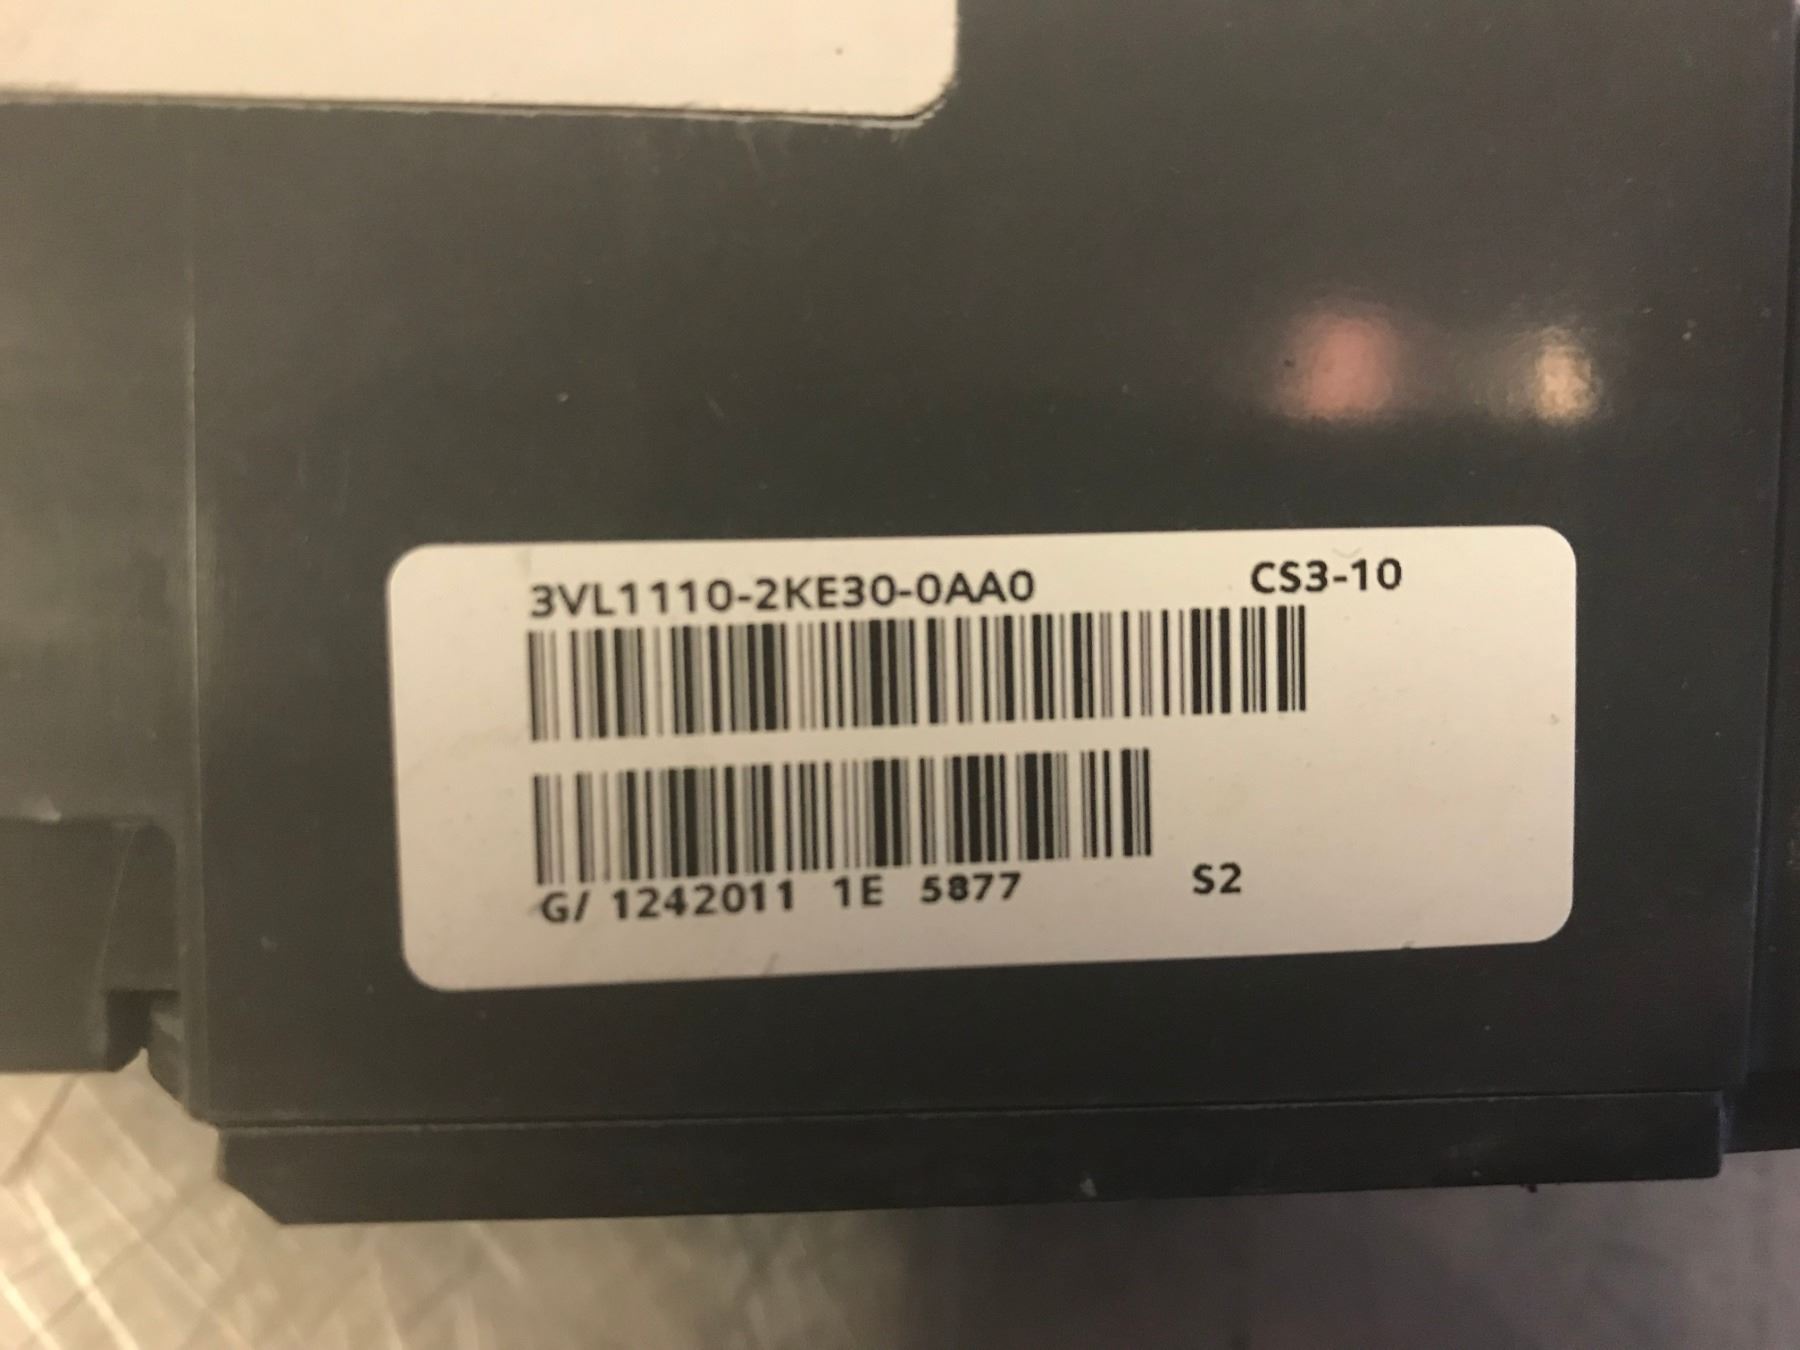 3VL1110-2KE30-0AA0 CS3-10
G/ 1242011 1E 5877 S2